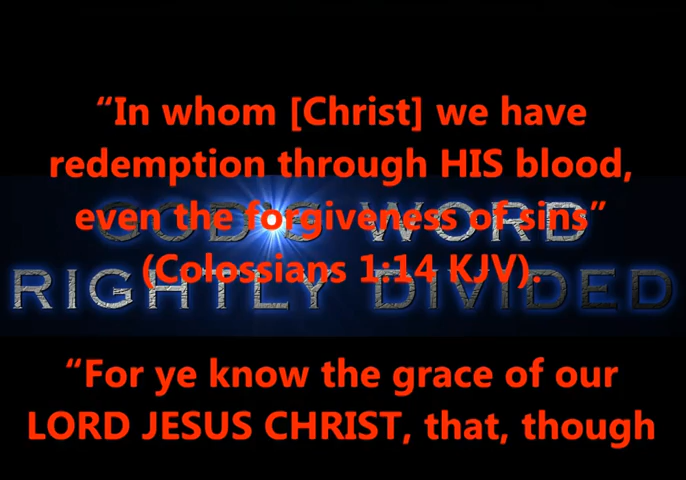 “In whom [Christ] we have
redemption through HIS blood,
even the forgiveness of sins”
GOD'S WORD
(Colossians 1:14 KJV).
RIGHTLY DIVIDED
“For ye know the grace of our
LORD JESUS CHRIST, that, though